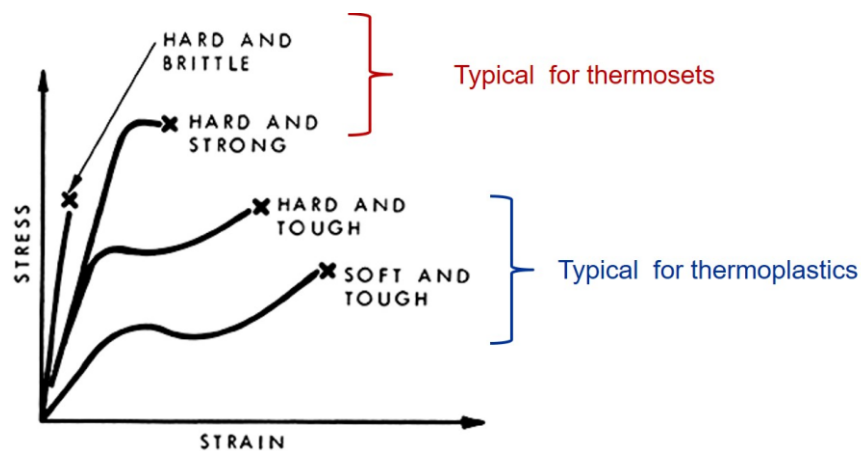 HARD AND
BRITTLE
Typical for thermosets
HARD AND
STRONG
HARD AND
TOUGH
Typical for thermoplastics
SOFT AND
TOUGH
STRESS
STRAIN